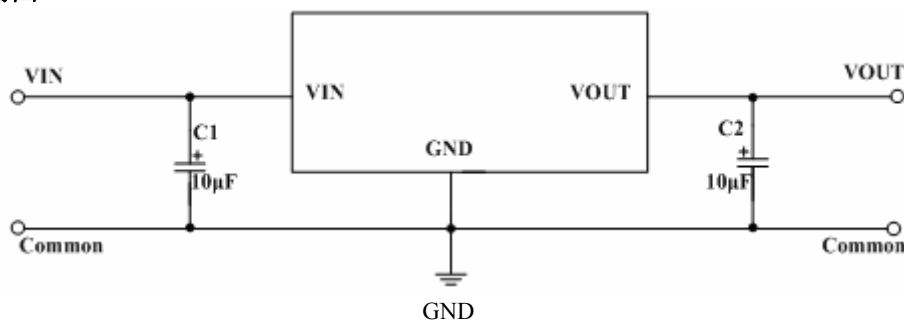 VIN
VOUT
VIN
VOUT
C1
+
10μF
GND
C2
+
10μF
Common
Common
GND